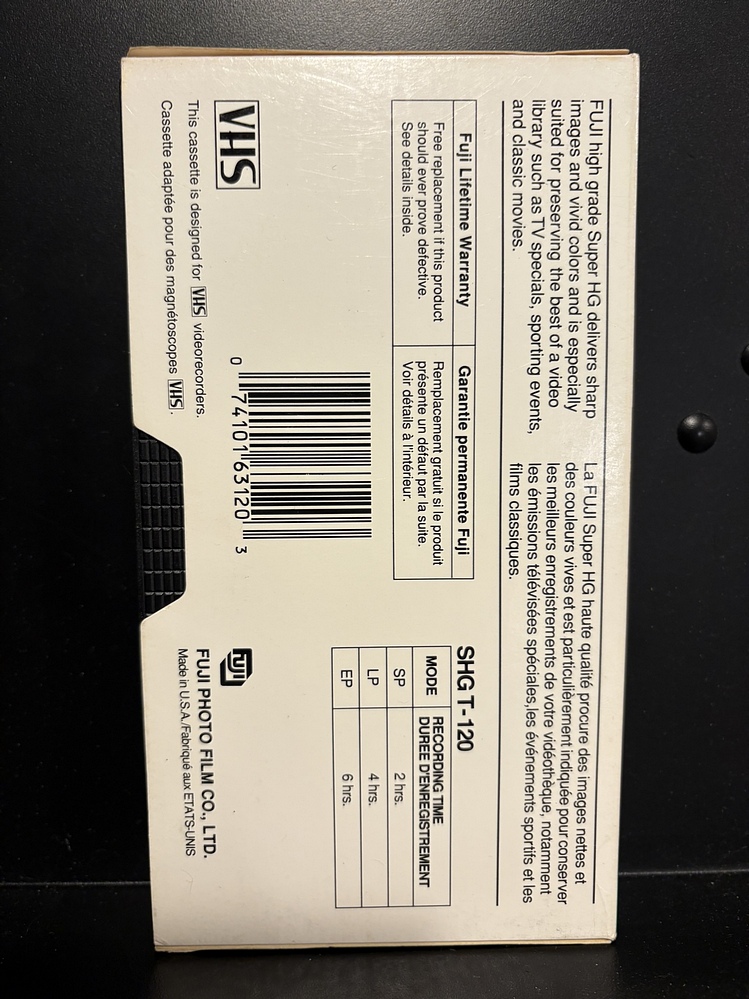 FUJI high grade Super HG delivers sharp
images and vivid colors and is especially
suited for preserving the best of a video
library such as TV specials, sporting events,
and classic movies.
La FUJI Super HG haute qualité procure des images nettes et
des couleurs vives et est particulièrement indiquée pour conserver
les meilleurs enregistrements de votre vidéothèque, notamment
les émissions télévisées spéciales,les événements sportifs et les
films classiques.
Fuji Lifetime Warranty
Free replacement if this product
should ever prove defective.
See details inside.
Garantie permanente Fuji
Remplacement gratuit si le produit
présente un défaut par la suite.
Voir détails à l'intérieur.
SHG T-120
MODE
RECORDING TIME
DUREE D'ENREGISTREMENT
SP 2 hrs.
LP 4 hrs.
EP 6 hrs.
VHS
This cassette is designed for VHS videorecorders.
Cassette adaptée pour des magnétoscopes VHS.
0 74101 63120 3
FUJI
FUJI PHOTO FILM CO., LTD.
Made in U.S.A./Fabriqué aux ETATS-UNIS